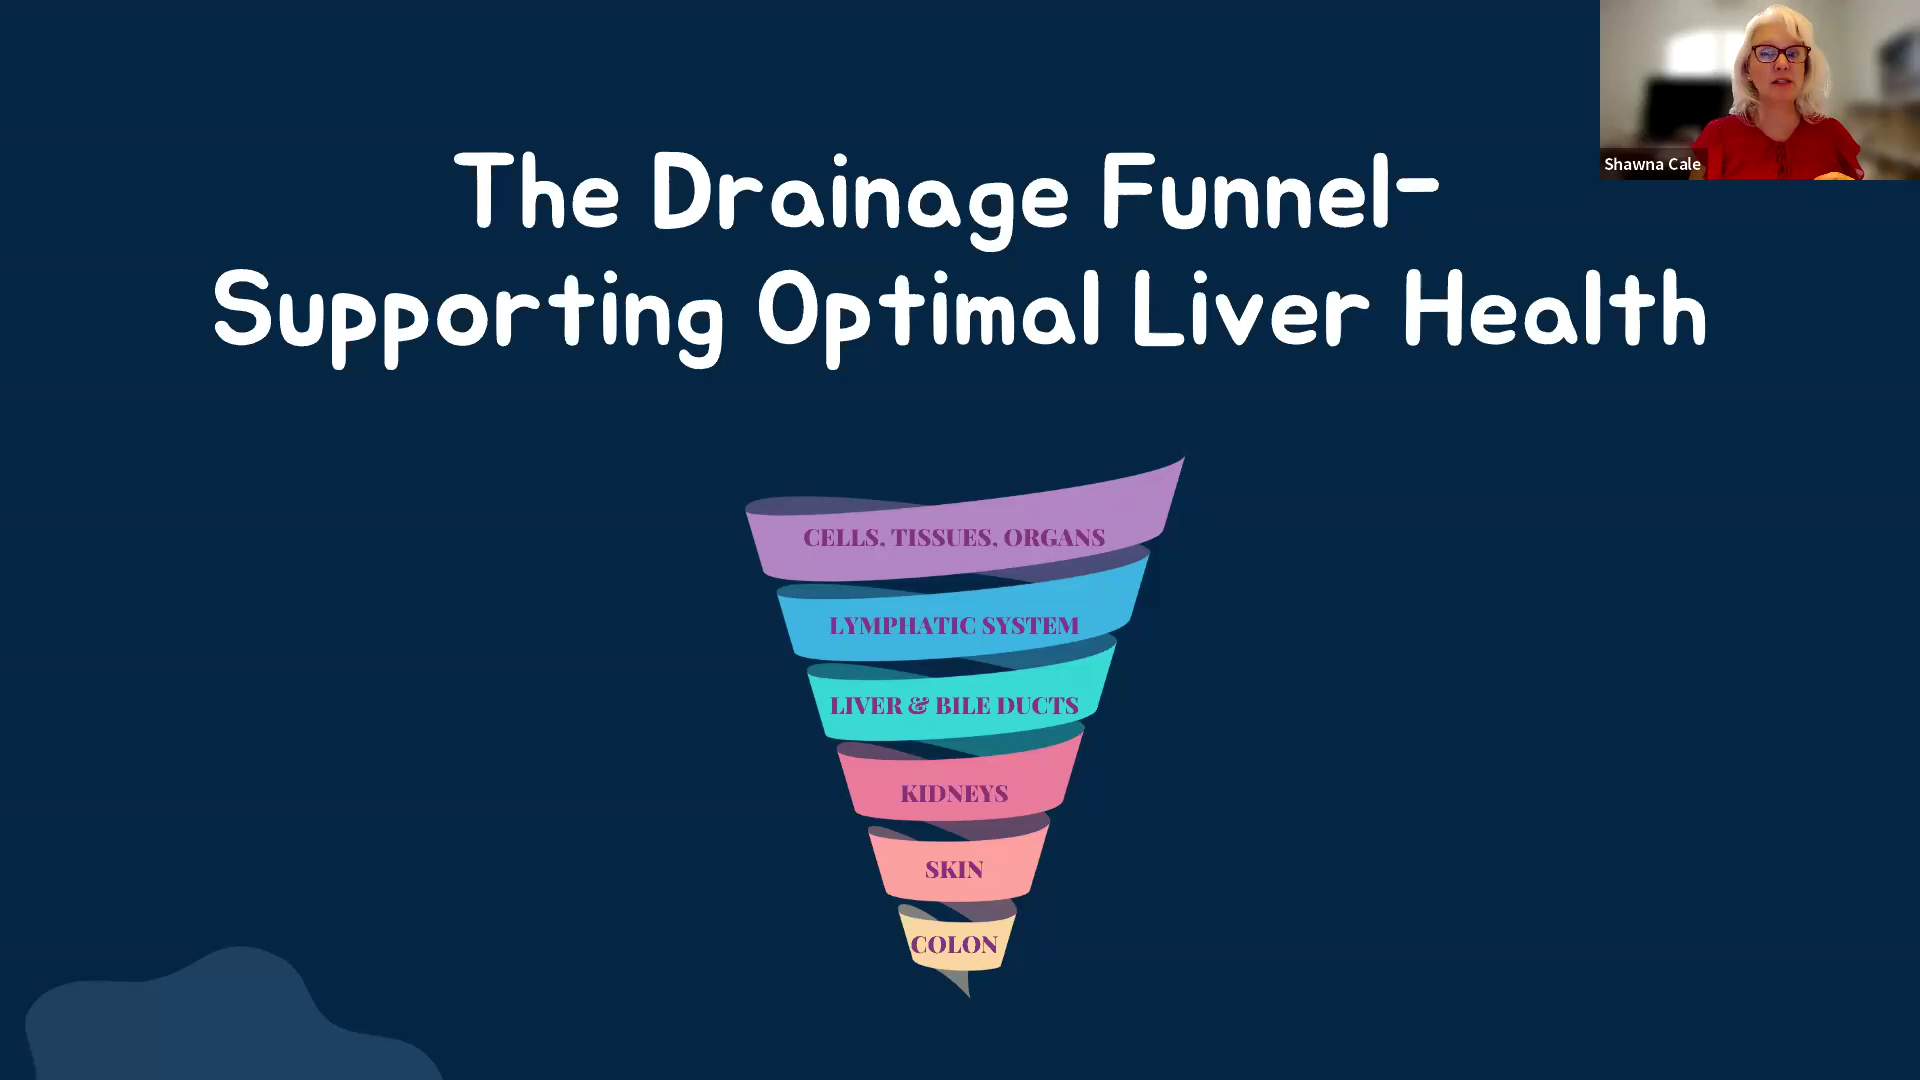 Shawna Cale
The Drainage Funnel-
Supporting Optimal Liver Health
CELLS, TISSUES, ORGANS
LYMPHATIC SYSTEM
LIVER & BILE DUCTS
KIDNEYS
SKIN
COLON